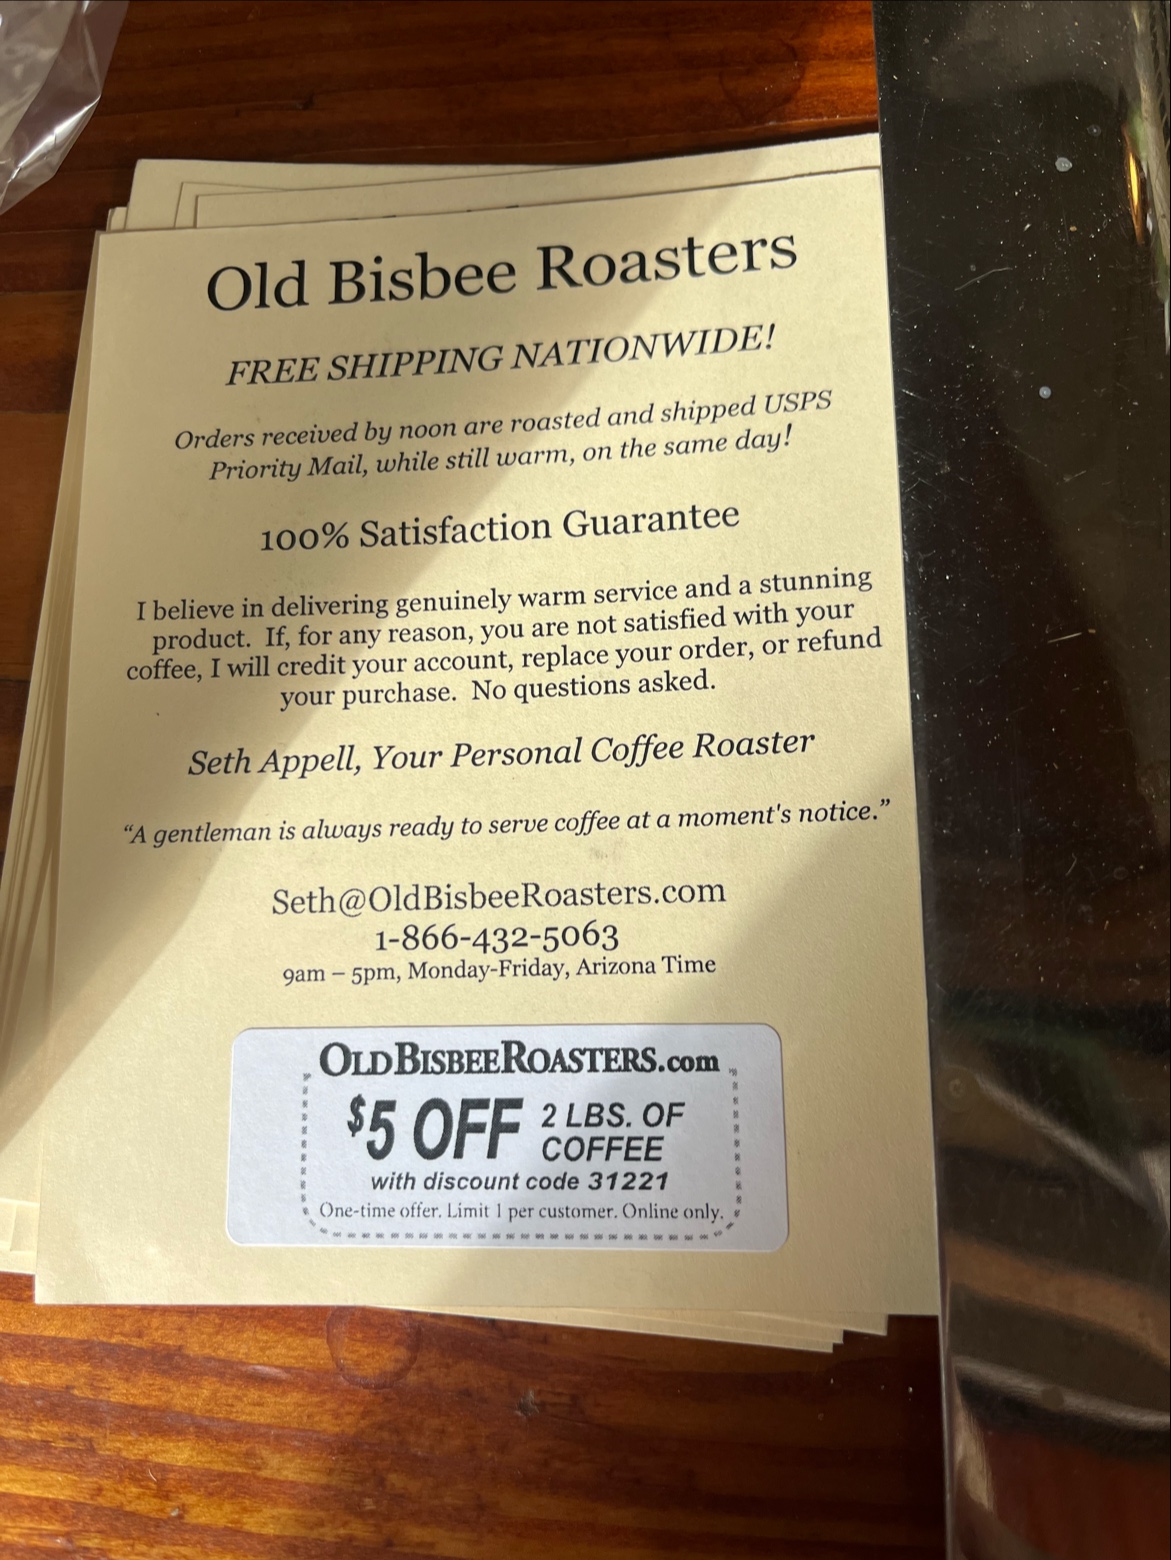 Old Bisbee Roasters
FREE SHIPPING NATIONWIDE!
Orders received by noon are roasted and shipped USPS
Priority Mail, while still warm, on the same day!
100% Satisfaction Guarantee
I believe in delivering genuinely warm service and a stunning
product. If, for any reason, you are not satisfied with your
coffee, I will credit your account, replace your order, or refund
your purchase. No questions asked.
Seth Appell, Your Personal Coffee Roaster
“A gentleman is always ready to serve coffee at a moment's notice.”
Seth@OldBisbeeRoasters.com
1-866-432-5063
9am – 5pm, Monday-Friday, Arizona Time
OLDBISBEEROASTERS.com
$5 OFF 2 LBS. OF
COFFEE
with discount code 31221
One-time offer. Limit 1 per customer. Online only.